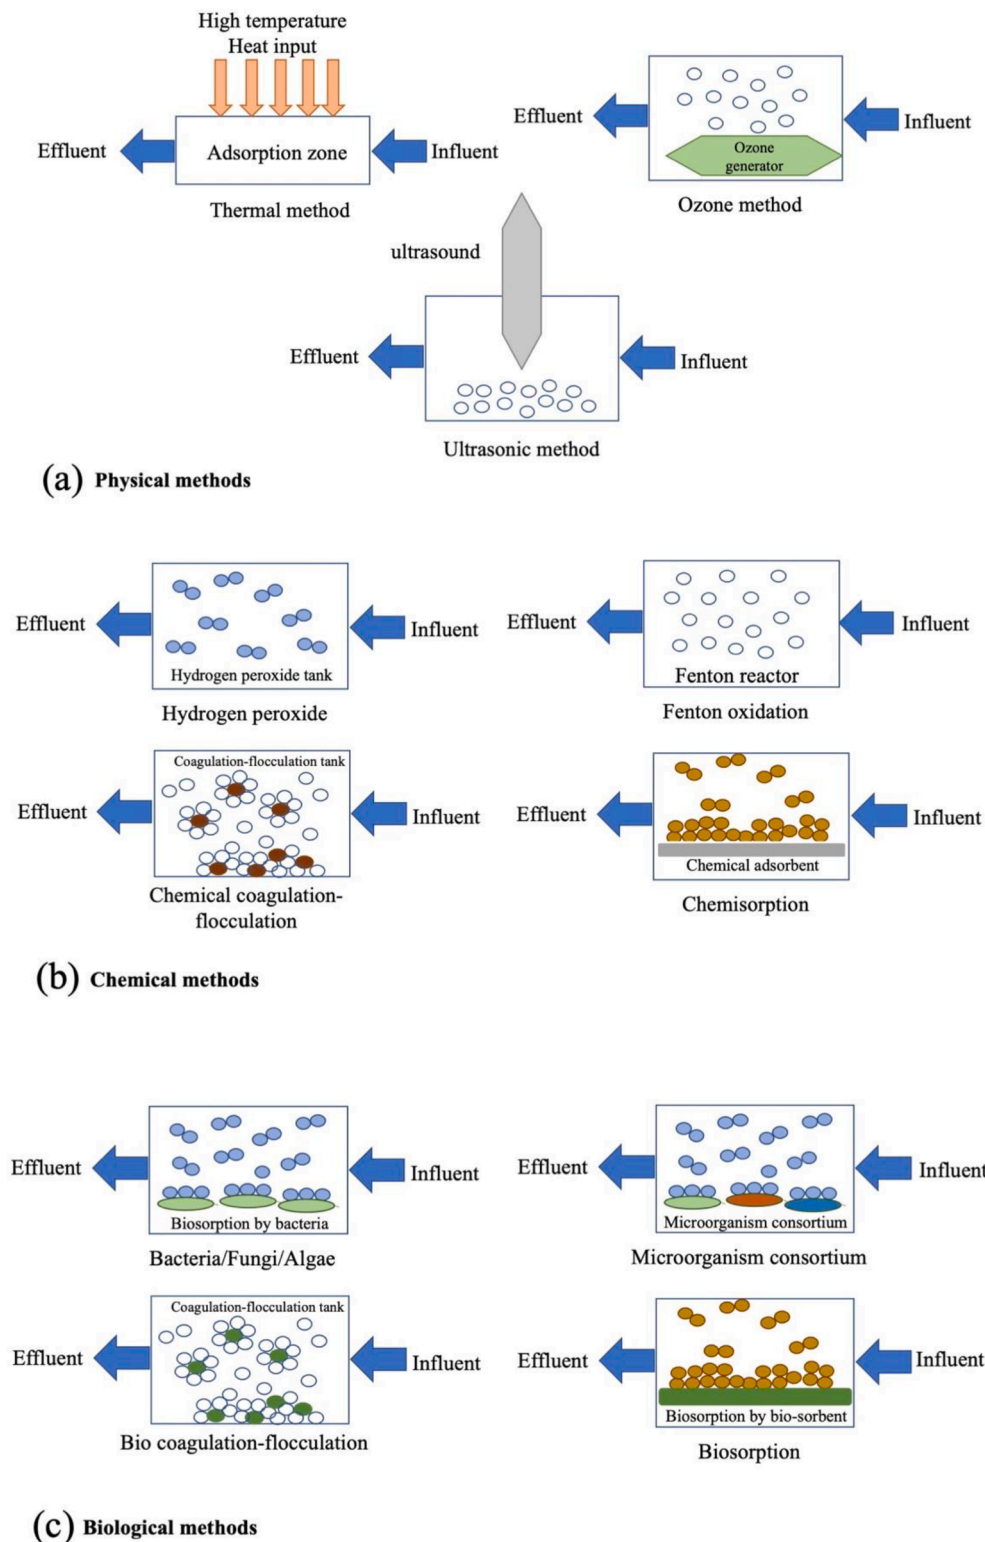 High temperature
Heat input
Effluent
Adsorption zone
Influent
Thermal method
Effluent
Influent
Ozone
generator
Ozone method
ultrasound
Effluent
Influent
Ultrasonic method
(a) Physical methods
Effluent
Hydrogen peroxide tank
Influent
Hydrogen peroxide
Effluent
Fenton reactor
Influent
Fenton oxidation
Coagulation-flocculation tank
Effluent
Influent
Chemical coagulation-
flocculation
Effluent
Influent
Chemical adsorbent
Chemisorption
(b) Chemical methods
Effluent
Influent
Biosorption by bacteria
Bacteria/Fungi/Algae
Effluent
Influent
Microorganism consortium
Microorganism consortium
Coagulation-flocculation tank
Effluent
Influent
Bio coagulation-flocculation
Effluent
Influent
Biosorption by bio-sorbent
Biosorption
(c) Biological methods